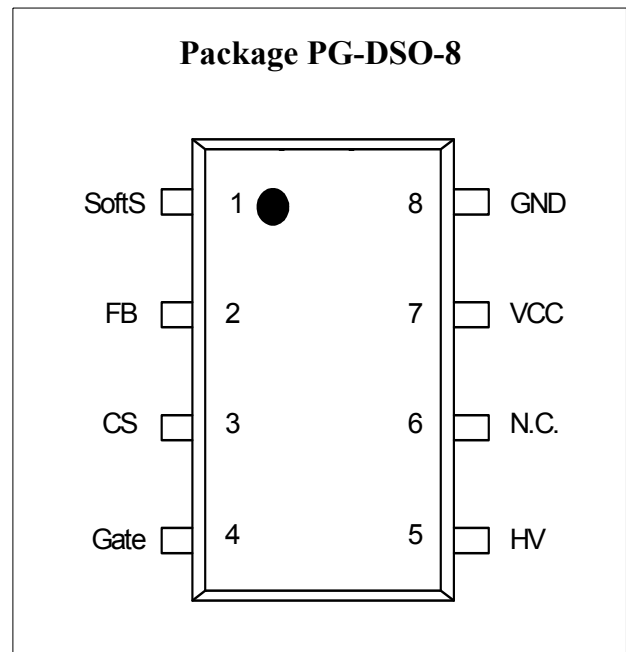 Package PG-DSO-8
SoftS 1 8 GND
FB 2 7 VCC
CS 3 6 N.C.
Gate 4 5 HV